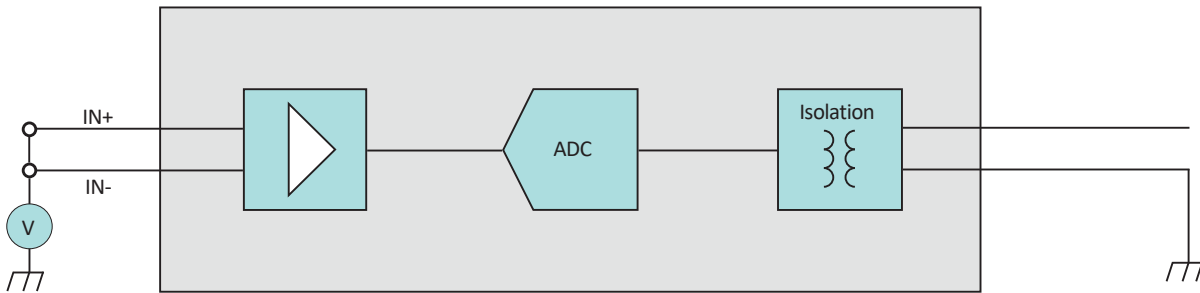 IN+
IN-
V
ADC
Isolation